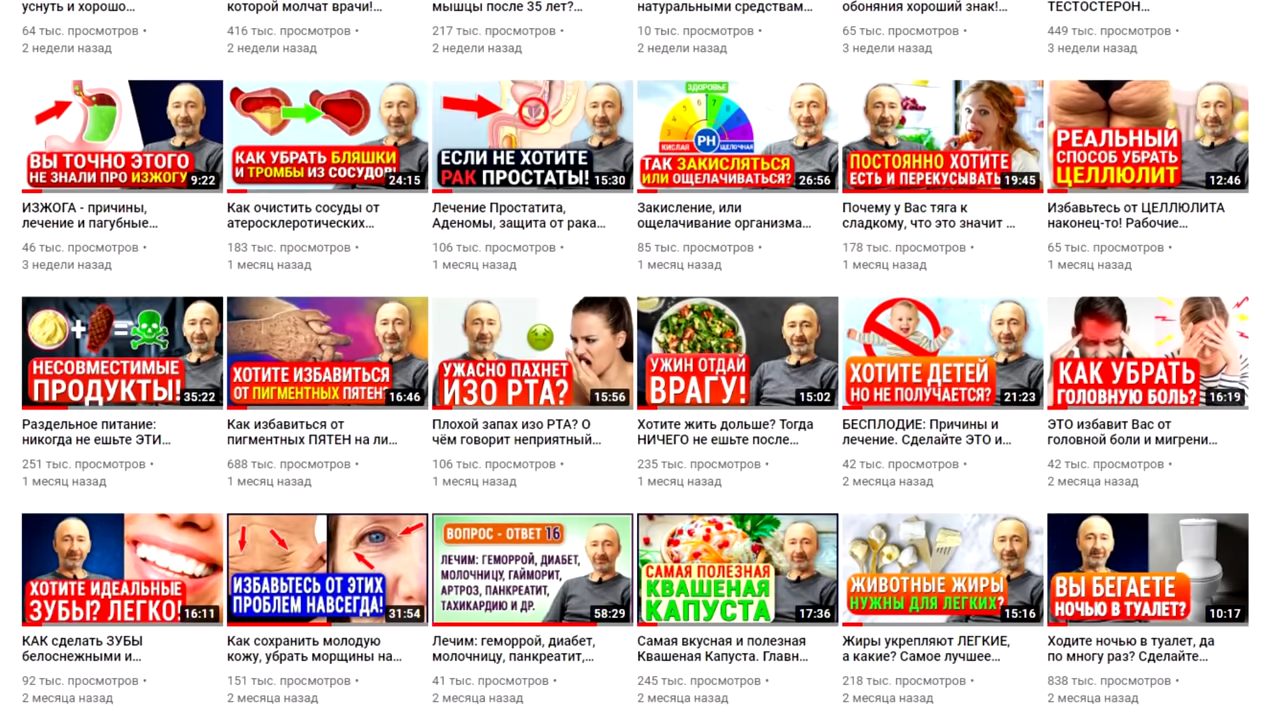 уснуть и хорошо...
которой молчат врачи!...
мышцы после 35 лет?...
натуральными средствам...
обоняния хороший знак!...
ТЕСТОСТЕРОН...
64 тыс. просмотров •
416 тыс. просмотров •
217 тыс. просмотров •
10 тыс. просмотров •
65 тыс. просмотров •
449 тыс. просмотров •
2 недели назад
2 недели назад
2 недели назад
2 недели назад
3 недели назад
3 недели назад
ВЫ ТОЧНО ЭТОГО
НЕ ЗНАЛИ ПРО ИЗЖОГУ
9:22
КАК УБРАТЬ БЛЯШКИ
И ТРОМБЫ ИЗ СОСУДОВ!
24:15
ЕСЛИ НЕ ХОТИТЕ
РАК ПРОСТАТЫ!
15:30
ЗДОРОВЬЕ
5 6 7 8
4
3
PH
КИСЛАЯ ЩЕЛОЧНАЯ
ТАК ЗАКИСЛЯТЬСЯ
ИЛИ ОЩЕЛАЧИВАТЬСЯ?
26:56
ПОСТОЯННО ХОТИТЕ
ЕСТЬ И ПЕРЕКУСЫВАТЬ
19:45
РЕАЛЬНЫЙ
СПОСОБ УБРАТЬ
ЦЕЛЛЮЛИТ
12:46
ИЗЖОГА - причины,
лечение и пагубные...
46 тыс. просмотров •
3 недели назад
Как очистить сосуды от
атеросклеротических...
183 тыс. просмотров •
1 месяц назад
Лечение Простатита,
Аденомы, защита от рака...
106 тыс. просмотров •
1 месяц назад
Закисление, или
ощелачивание организма...
85 тыс. просмотров •
1 месяц назад
Почему у Вас тяга к
сладкому, что это значит ...
178 тыс. просмотров •
1 месяц назад
Избавьтесь от ЦЕЛЛЮЛИТА
наконец-то! Рабочие...
65 тыс. просмотров •
1 месяц назад
НЕСОВМЕСТИМЫЕ
ПРОДУКТЫ!
35:22
ХОТИТЕ ИЗБАВИТЬСЯ
ОТ ПИГМЕНТНЫХ ПЯТЕН?
16:46
УЖАСНО ПАХНЕТ
ИЗО РТА?
15:56
УЖИН ОТДАЙ
ВРАГУ!
15:02
ХОТИТЕ ДЕТЕЙ
НО НЕ ПОЛУЧАЕТСЯ?
21:23
КАК УБРАТЬ
ГОЛОВНУЮ БОЛЬ?
16:19
Раздельное питание:
никогда не ешьте ЭТИ...
251 тыс. просмотров •
1 месяц назад
Как избавиться от
пигментных ПЯТЕН на ли...
688 тыс. просмотров •
1 месяц назад
Плохой запах изо РТА? О
чём говорит неприятный...
106 тыс. просмотров •
1 месяц назад
Хотите жить дольше? Тогда
НИЧЕГО не ешьте после...
235 тыс. просмотров •
1 месяц назад
БЕСПЛОДИЕ: Причины и
лечение. Сделайте ЭТО и...
42 тыс. просмотров •
2 месяца назад
ЭТО избавит Вас от
головной боли и мигрени...
42 тыс. просмотров •
2 месяца назад
ХОТИТЕ ИДЕАЛЬНЫЕ
ЗУБЫ? ЛЕГКО!
16:11
ИЗБАВЬТЕСЬ ОТ ЭТИХ
ПРОБЛЕМ НАВСЕГДА!
31:54
ВОПРОС - ОТВЕТ 16
ЛЕЧИМ: ГЕМОРРОЙ, ДИАБЕТ,
МОЛОЧНИЦУ, ГАЙМОРИТ,
АРТРОЗ, ПАНКРЕАТИТ,
ТАХИКАРДИЮ И ДР.
58:29
САМАЯ ПОЛЕЗНАЯ
КВАШЕНАЯ
КАПУСТА
17:36
ЖИВОТНЫЕ ЖИРЫ
НУЖНЫ ДЛЯ ЛЕГКИХ?
15:16
ВЫ БЕГАЕТЕ
НОЧЬЮ В ТУАЛЕТ?
10:17
КАК сделать ЗУБЫ
белоснежными и...
92 тыс. просмотров •
2 месяца назад
Как сохранить молодую
кожу, убрать морщины на...
151 тыс. просмотров •
2 месяца назад
Лечим: геморрой, диабет,
молочницу, панкреатит,...
41 тыс. просмотров •
2 месяца назад
Самая вкусная и полезная
Квашеная Капуста. Главн...
245 тыс. просмотров •
2 месяца назад
Жиры укрепляют ЛЕГКИЕ,
а какие? Самое лучшее...
218 тыс. просмотров •
2 месяца назад
Ходите ночью в туалет, да
по многу раз? Сделайте...
838 тыс. просмотров •
2 месяца назад